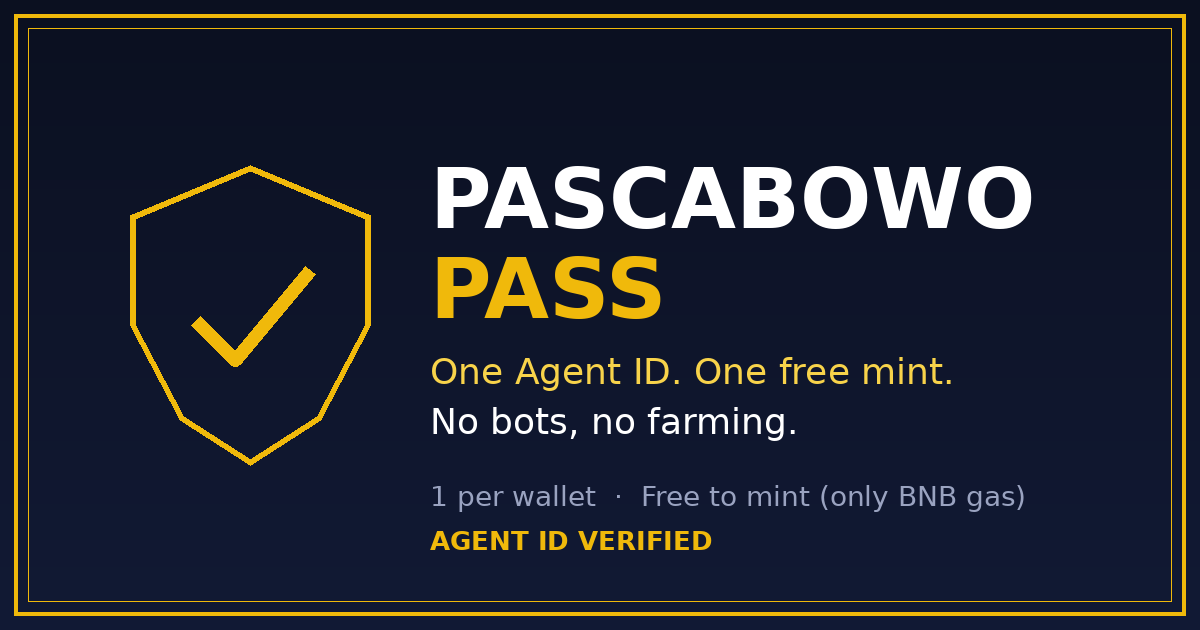 PASCABOWO
PASS
One Agent ID. One free mint.
No bots, no farming.
1 per wallet · Free to mint (only BNB gas)
AGENT ID VERIFIED